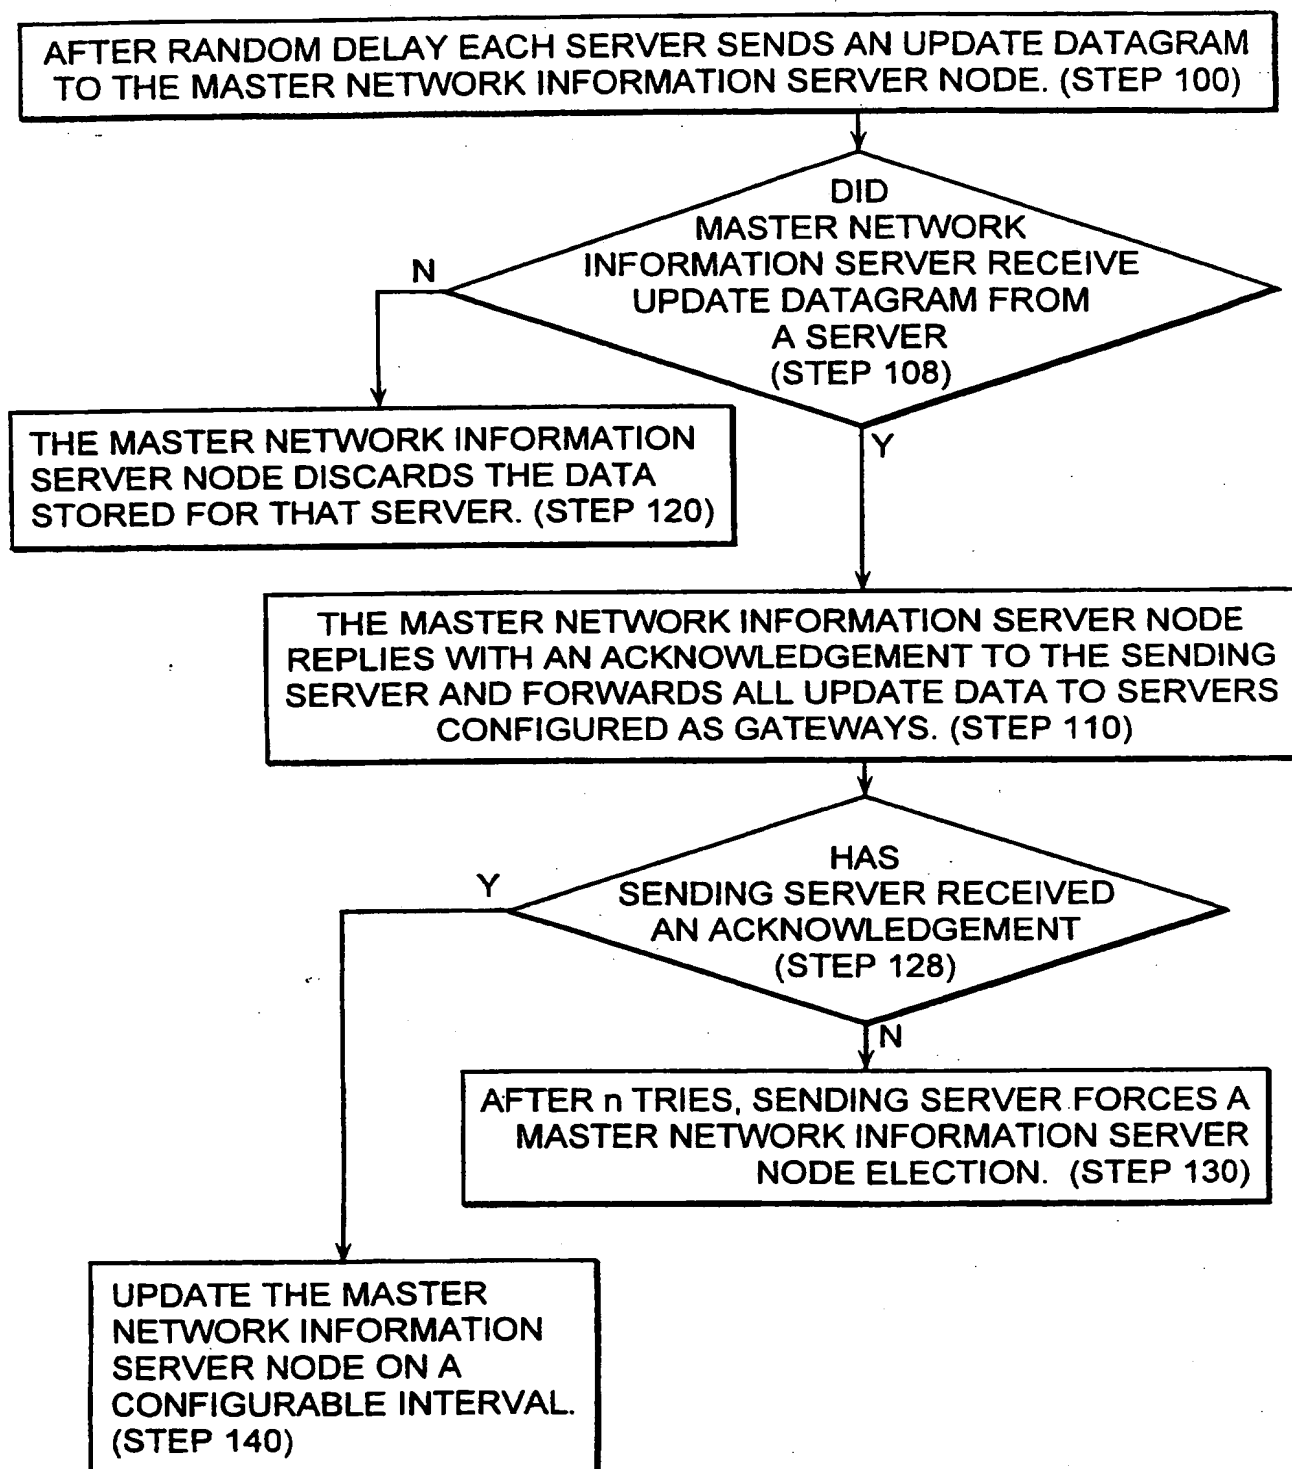 AFTER RANDOM DELAY EACH SERVER SENDS AN UPDATE DATAGRAM
TO THE MASTER NETWORK INFORMATION SERVER NODE. (STEP 100)
DID
MASTER NETWORK
INFORMATION SERVER RECEIVE
UPDATE DATAGRAM FROM
A SERVER
(STEP 108)
N
Y
THE MASTER NETWORK INFORMATION
SERVER NODE DISCARDS THE DATA
STORED FOR THAT SERVER. (STEP 120)
THE MASTER NETWORK INFORMATION SERVER NODE
REPLIES WITH AN ACKNOWLEDGEMENT TO THE SENDING
SERVER AND FORWARDS ALL UPDATE DATA TO SERVERS
CONFIGURED AS GATEWAYS. (STEP 110)
HAS
SENDING SERVER RECEIVED
AN ACKNOWLEDGEMENT
(STEP 128)
Y
N
AFTER n TRIES, SENDING SERVER FORCES A
MASTER NETWORK INFORMATION SERVER
NODE ELECTION. (STEP 130)
UPDATE THE MASTER
NETWORK INFORMATION
SERVER NODE ON A
CONFIGURABLE INTERVAL.
(STEP 140)